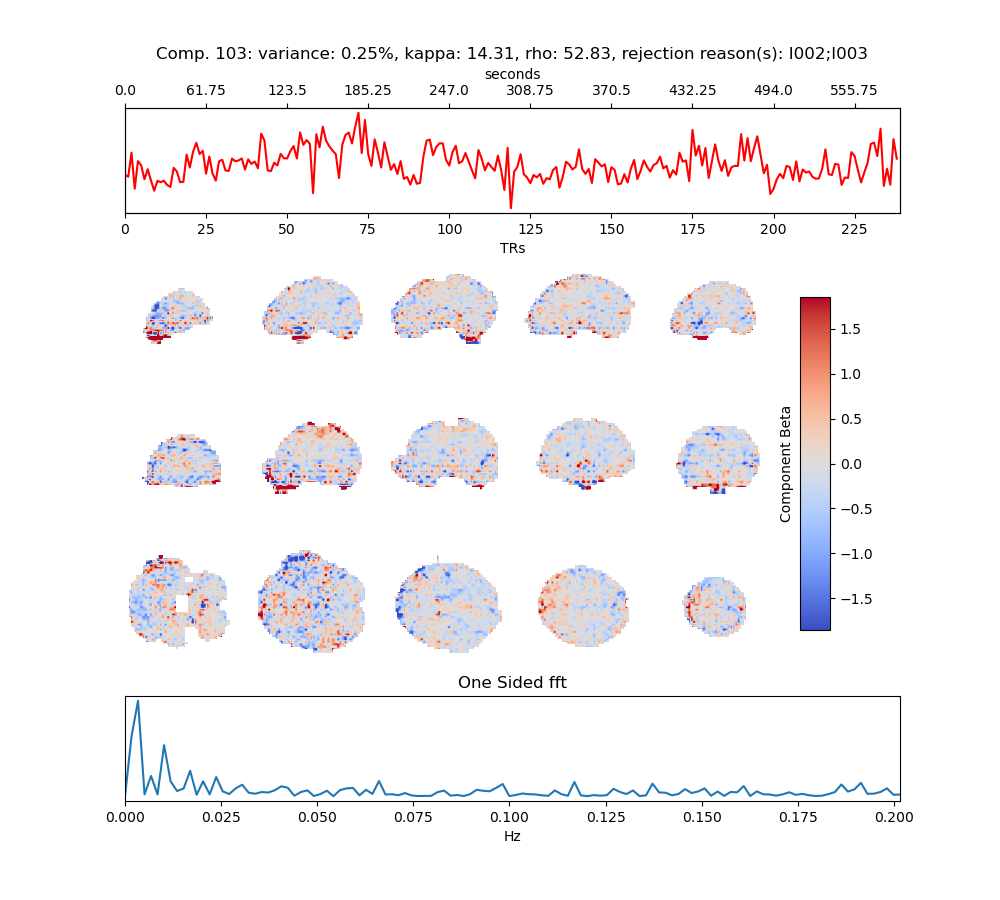 Comp. 103: variance: 0.25%, kappa: 14.31, rho: 52.83, rejection reason(s): I002;I003
seconds
0.0 61.75 123.5 185.25 247.0 308.75 370.5 432.25 494.0 555.75
0 25 50 75 100 125 150 175 200 225
TRs
1.5
1.0
0.5
0.0
−0.5
−1.0
−1.5
Component Beta
One Sided fft
0.000 0.025 0.050 0.075 0.100 0.125 0.150 0.175 0.200
Hz